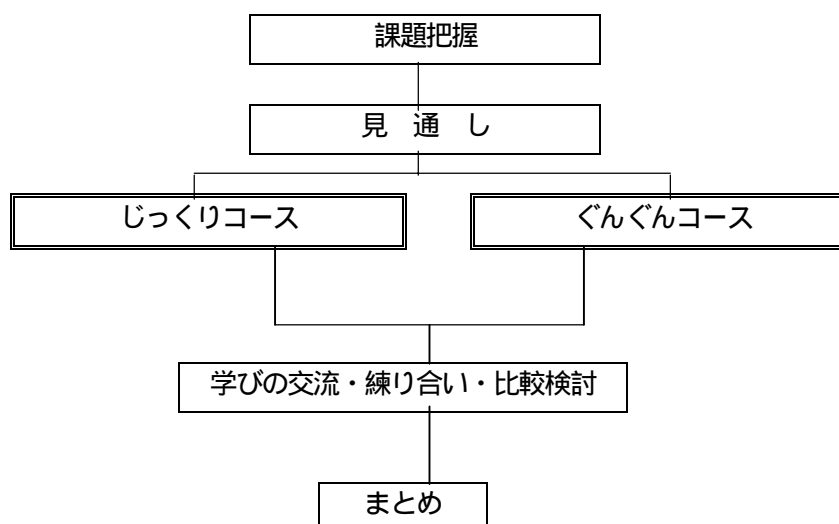 課題把握
見　通　し
じっくりコース
ぐんぐんコース
学びの交流・練り合い・比較検討
まとめ